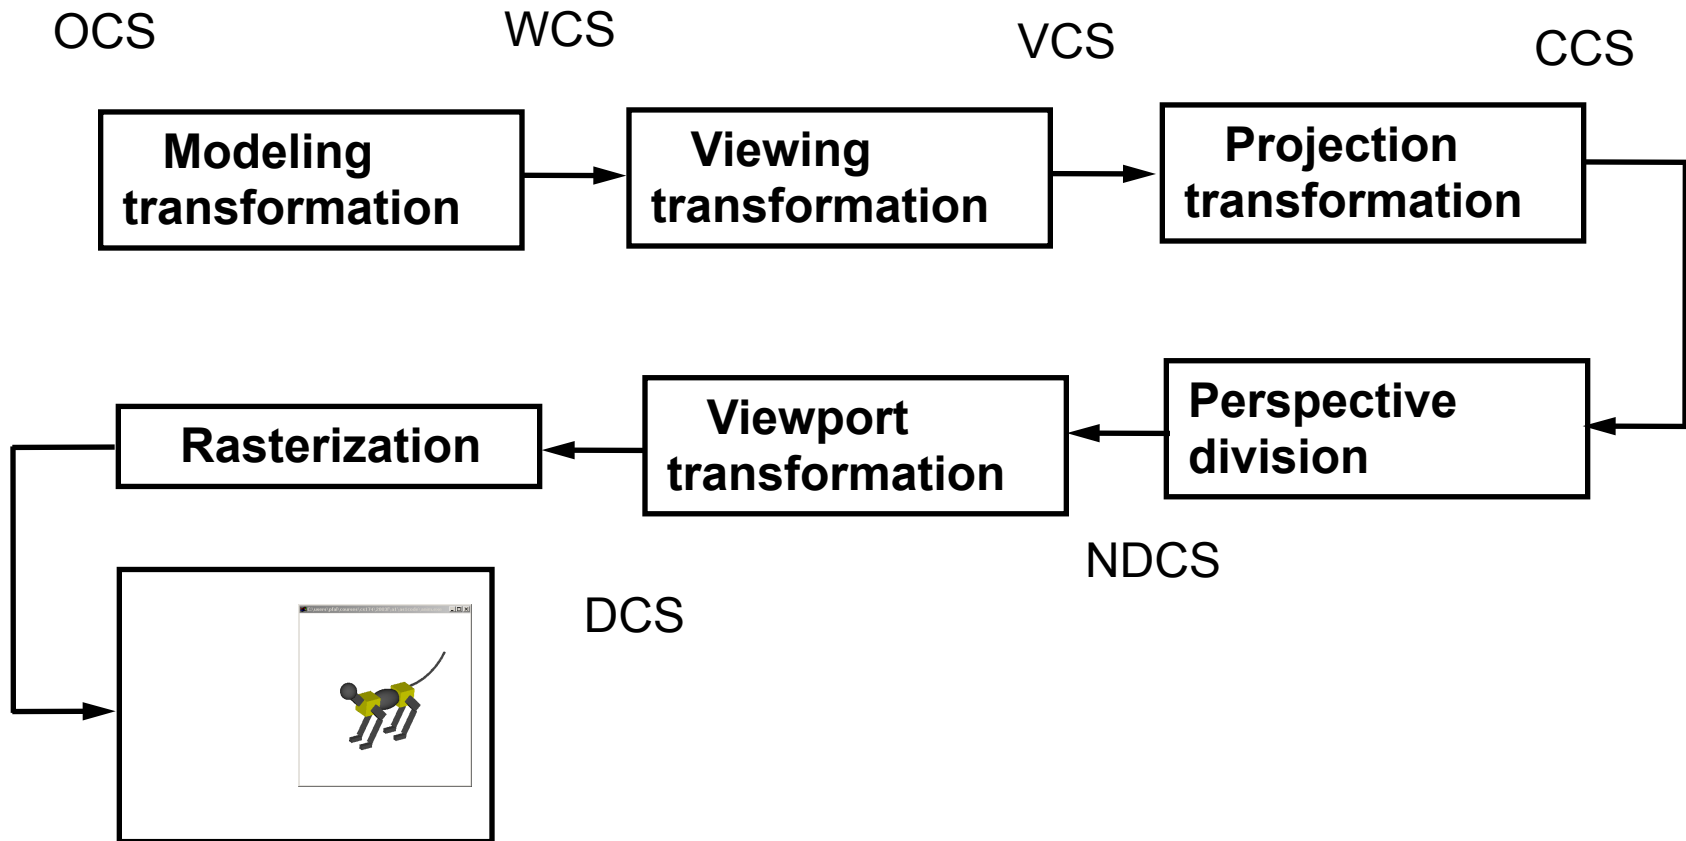 OCS
WCS
VCS
CCS
Modeling
transformation
Viewing
transformation
Projection
transformation
Perspective
division
Viewport
transformation
Rasterization
NDCS
DCS